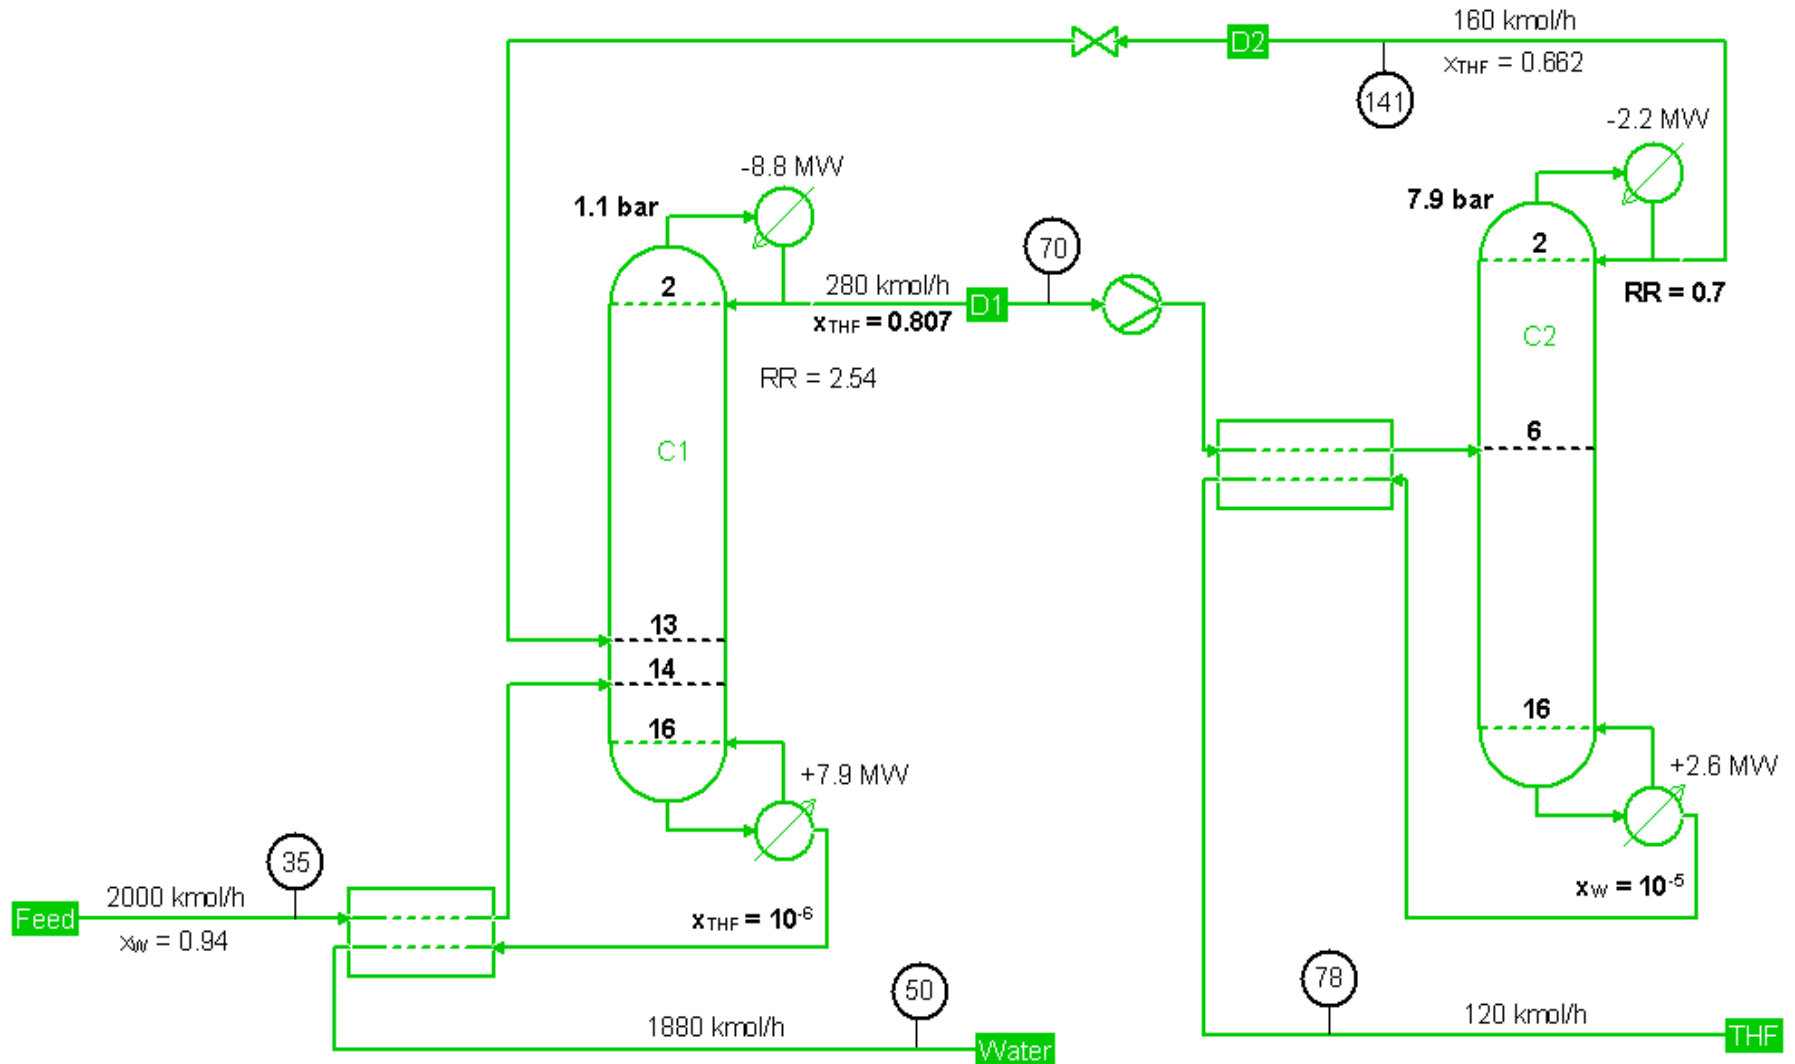 160 kmol/h
D2
xTHF = 0.662
141
-2.2 MW
-8.8 MW
1.1 bar
7.9 bar
70
2
2
280 kmol/h
D1
xTHF = 0.807
RR = 0.7
C2
RR = 2.54
6
C1
13
14
16
16
+7.9 MW
+2.6 MW
35
2000 kmol/h
xW = 10-5
Feed
xTHF = 10-6
xW = 0.94
50
78
1880 kmol/h
120 kmol/h
Water
THF